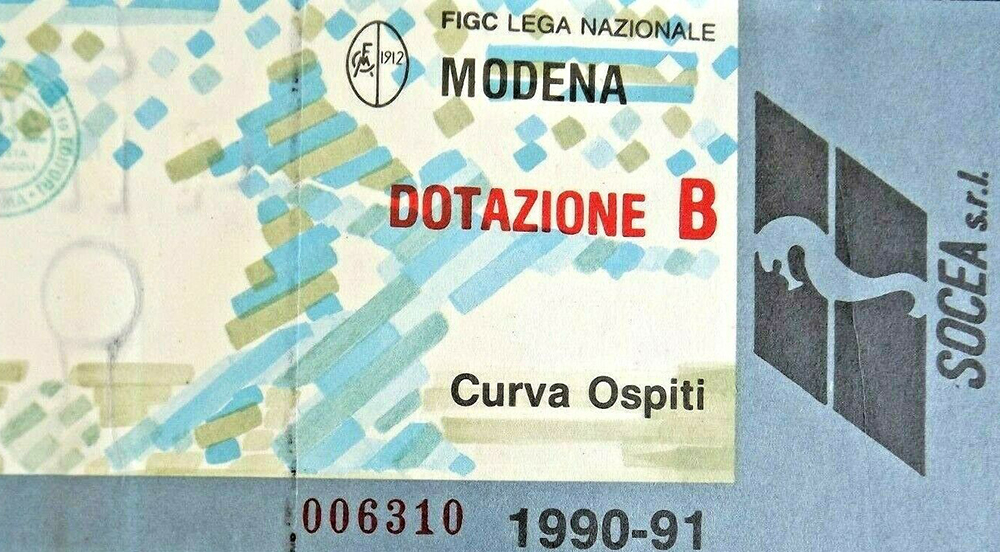 FIGC LEGA NAZIONALE
1912
MODENA
DOTAZIONE B
Curva Ospiti
006310
1990-91
SOCEA s.r.l.